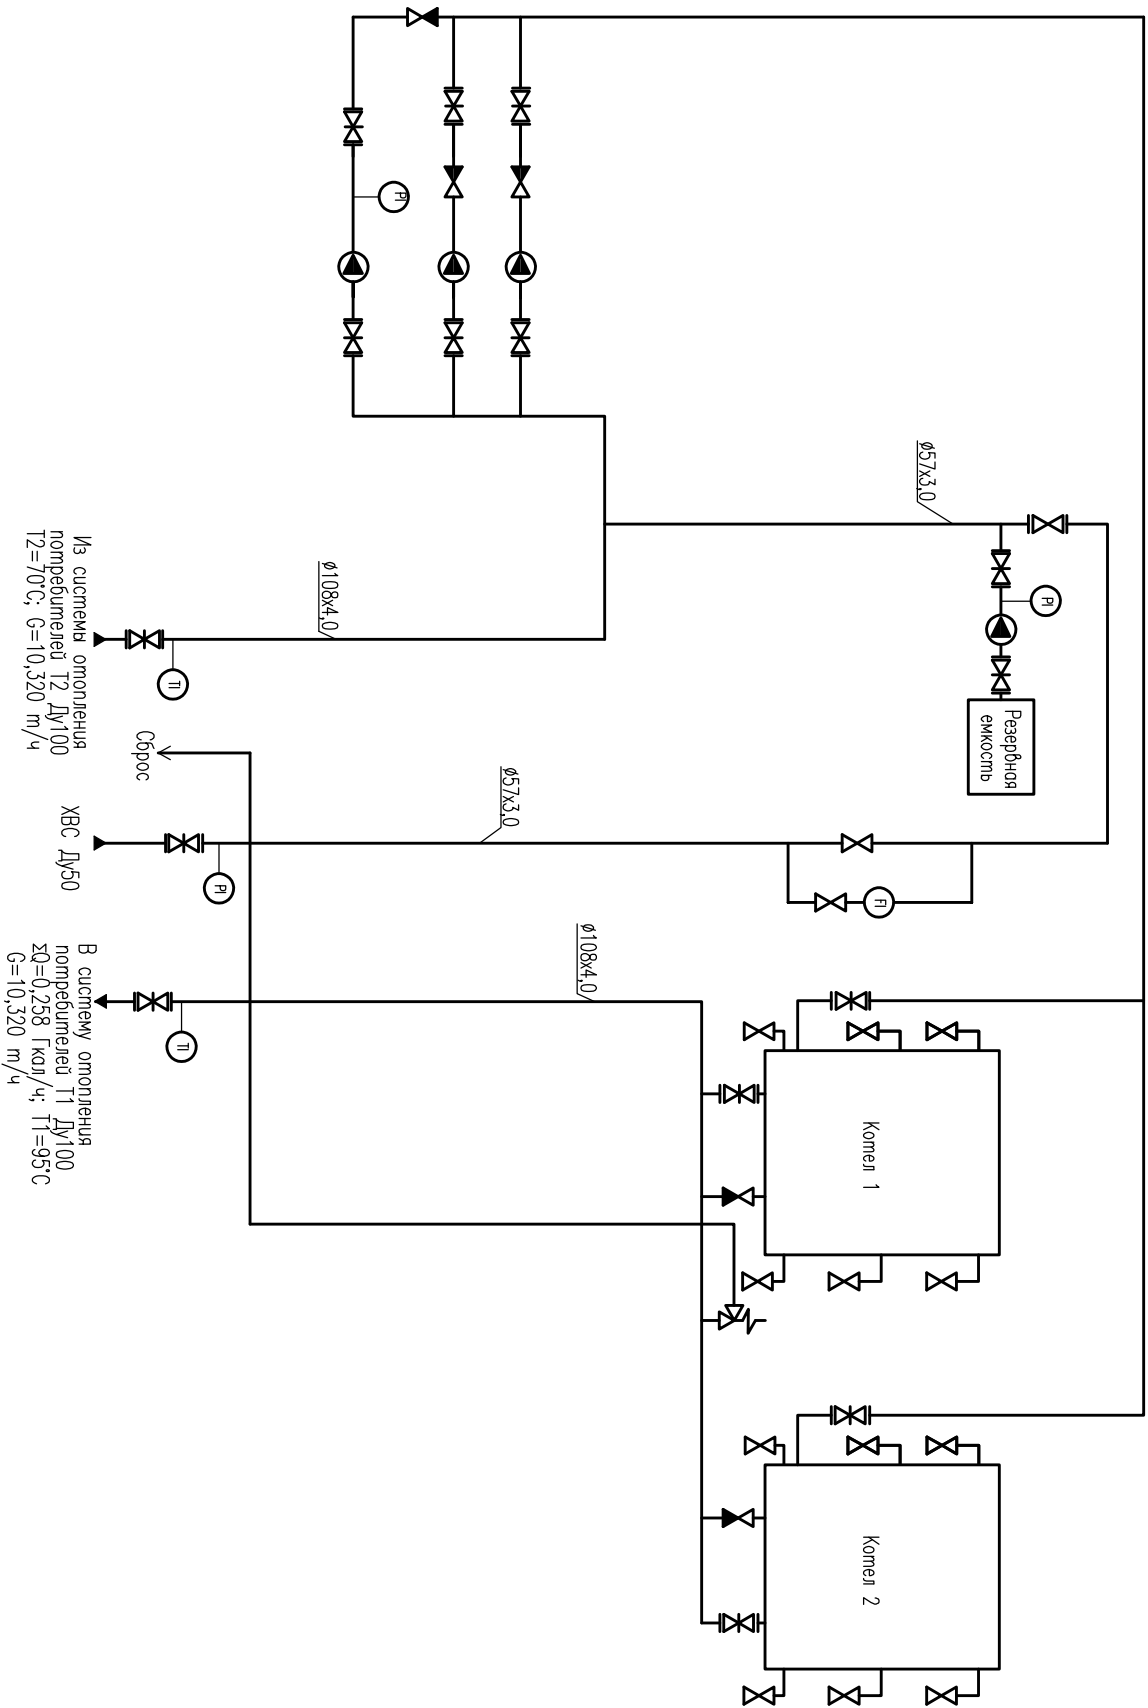 Котел 1
Котел 2
Резервная
емкость
ø57х3,0
ø108х4,0
ø57х3,0
ø108х4,0
PI
PI
TI
PI
FI
TI
Из системы отопления
потребителей Т2 Ду100
Т2=70°С; G=10,320 т/ч
Сброс
ХВС Ду50
В систему отопления
потребителей Т1 Ду100
ΣQ=0,258 Гкал/ч; Т1=95°С
G=10,320 т/ч